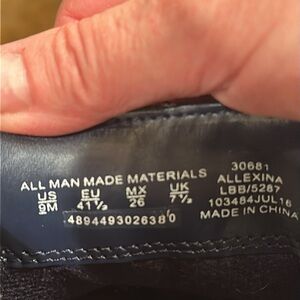 ALL MAN MADE MATERIALS
US EU MX UK
9M 41½ 26 7½
30681
ALLEXINA
LBB/5287
103484JUL16
MADE IN CHINA